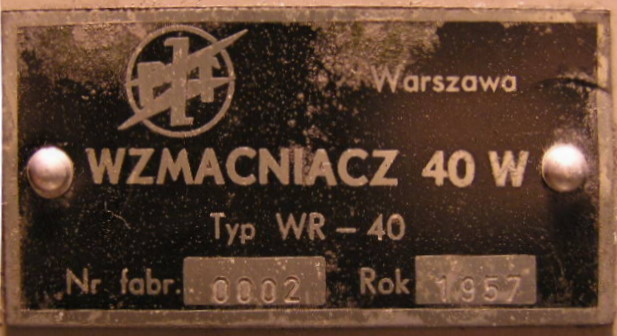 Warszawa
WZMACNIACZ 40 W
Typ WR – 40
Nr fabr. 0002 Rok 1957